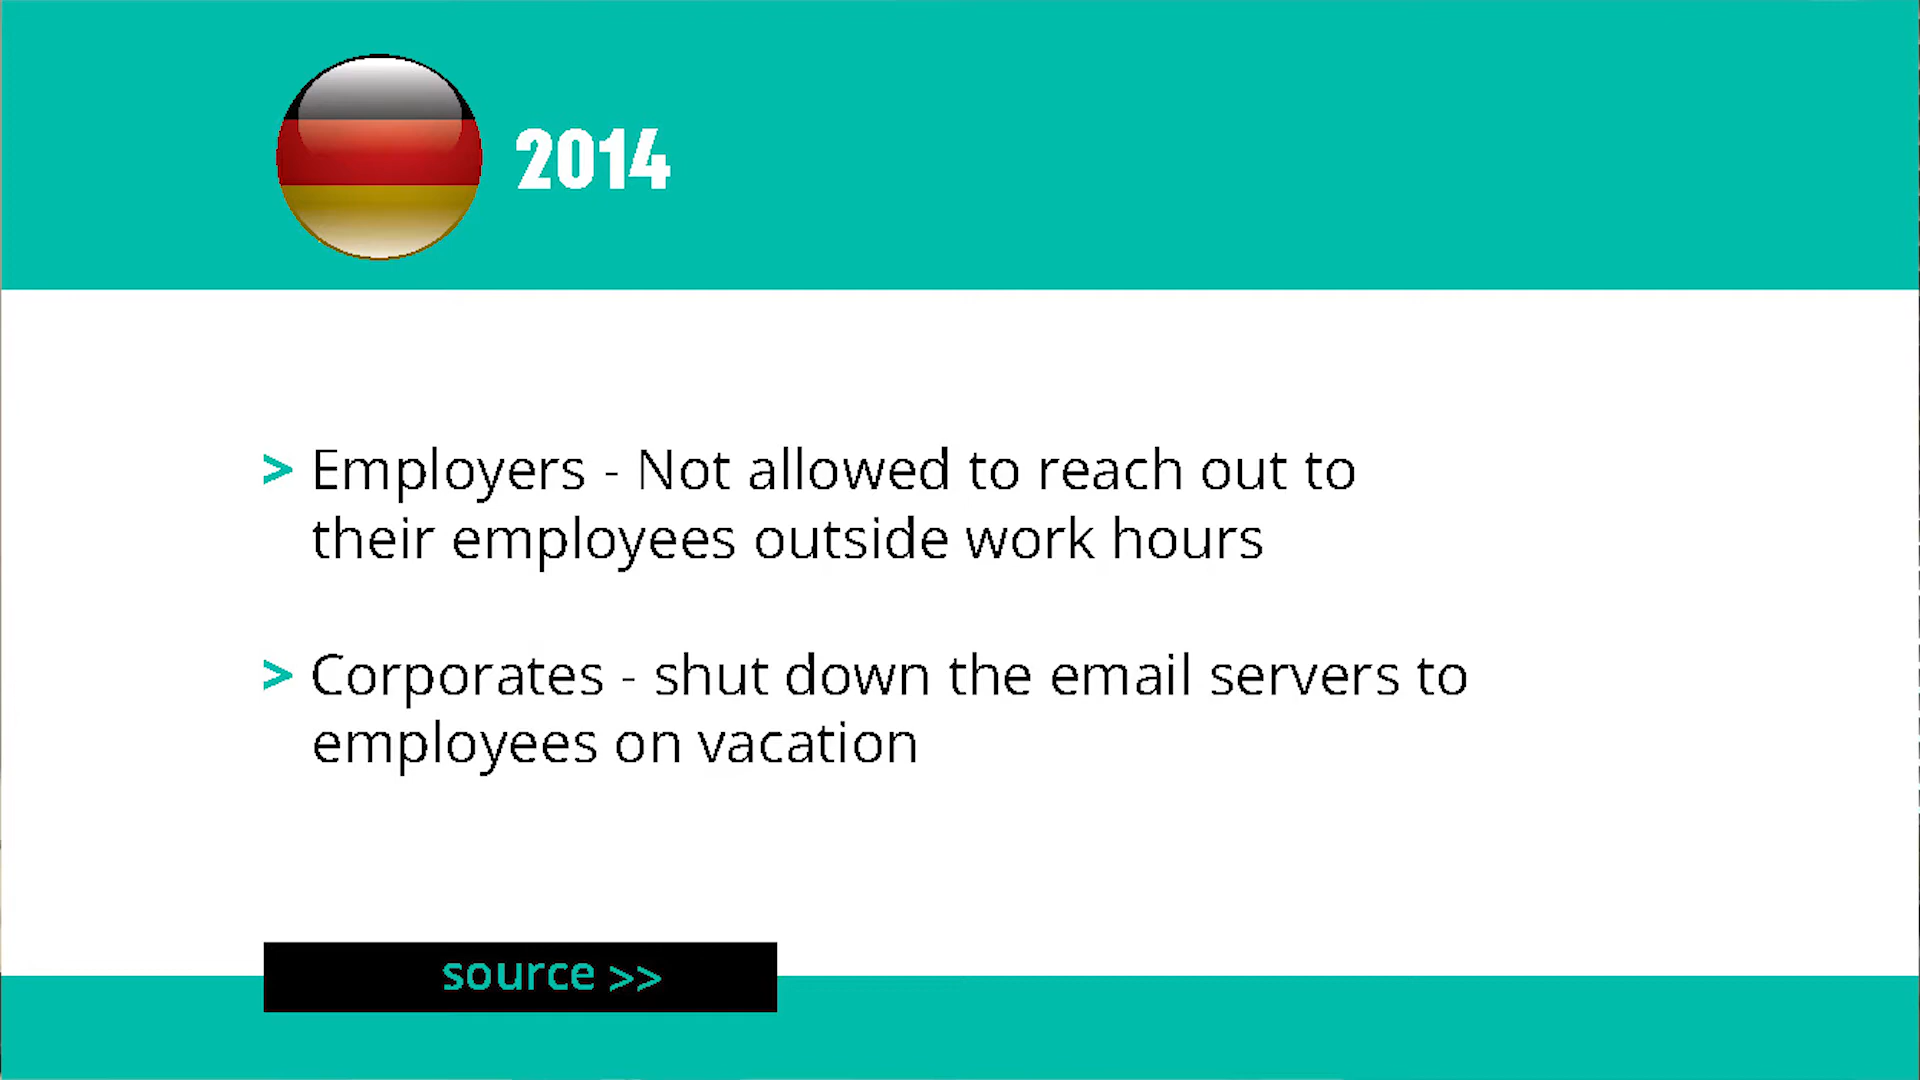 2014
> Employers - Not allowed to reach out to
their employees outside work hours
> Corporates - shut down the email servers to
employees on vacation
source >>